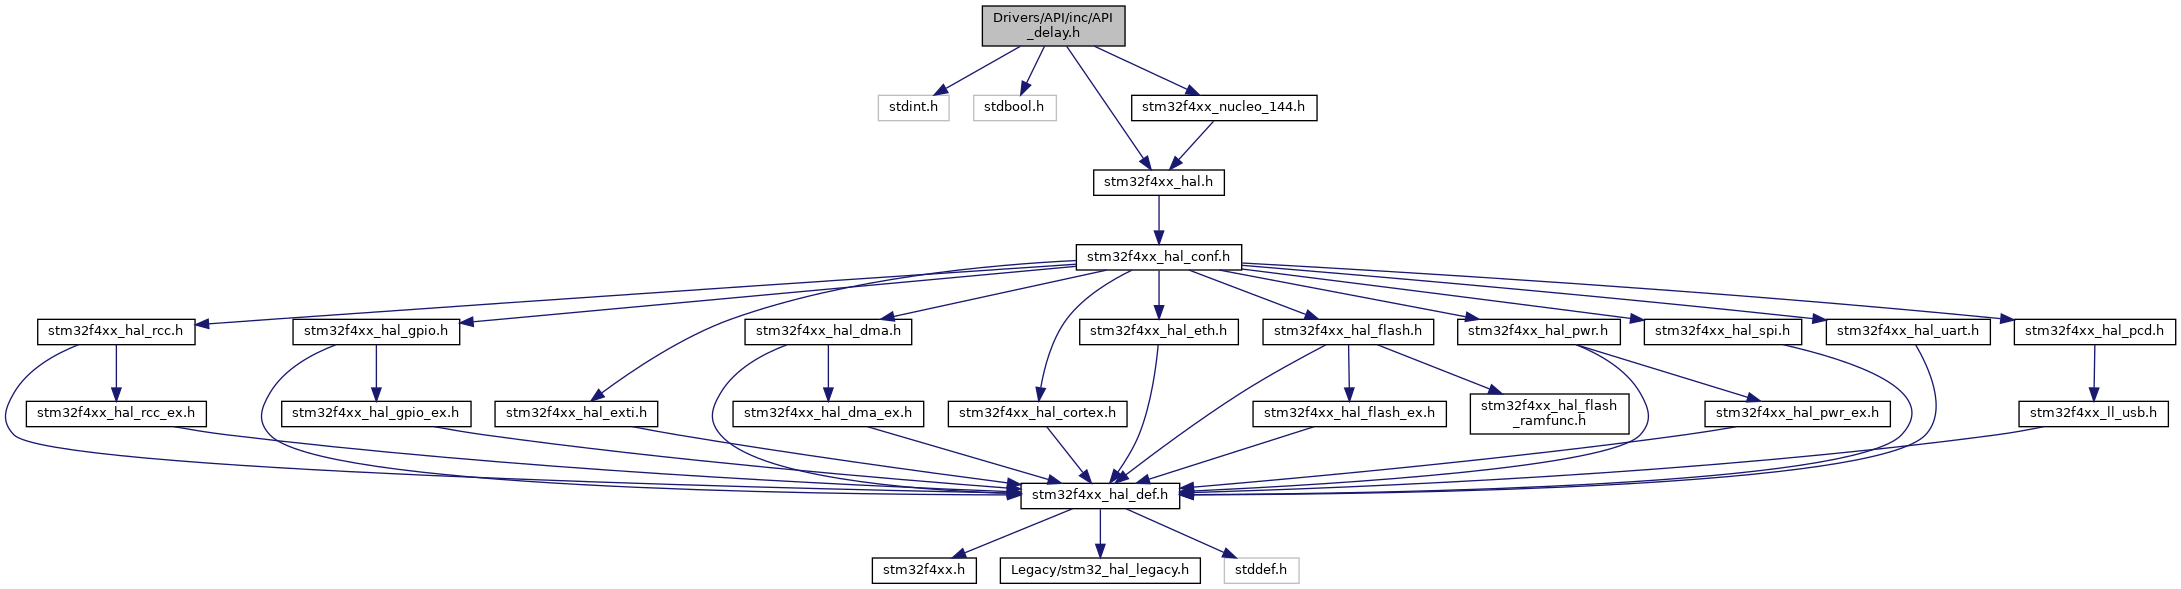 Drivers/API/inc/API
_delay.h
stdint.h
stdbool.h
stm32f4xx_nucleo_144.h
stm32f4xx_hal.h
stm32f4xx_hal_conf.h
stm32f4xx_hal_rcc.h
stm32f4xx_hal_gpio.h
stm32f4xx_hal_dma.h
stm32f4xx_hal_eth.h
stm32f4xx_hal_flash.h
stm32f4xx_hal_pwr.h
stm32f4xx_hal_spi.h
stm32f4xx_hal_uart.h
stm32f4xx_hal_pcd.h
stm32f4xx_hal_rcc_ex.h
stm32f4xx_hal_gpio_ex.h
stm32f4xx_hal_exti.h
stm32f4xx_hal_dma_ex.h
stm32f4xx_hal_cortex.h
stm32f4xx_hal_flash_ex.h
stm32f4xx_hal_flash
_ramfunc.h
stm32f4xx_hal_pwr_ex.h
stm32f4xx_ll_usb.h
stm32f4xx_hal_def.h
stm32f4xx.h
Legacy/stm32_hal_legacy.h
stddef.h